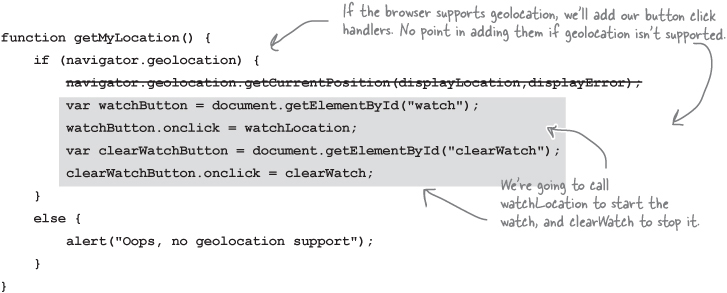 If the browser supports geolocation, we'll add our button click
handlers. No point in adding them if geolocation isn't supported.
function getMyLocation() {
if (navigator.geolocation) {
navigator.geolocation.getCurrentPosition(displayLocation,displayError);
var watchButton = document.getElementById("watch");
watchButton.onclick = watchLocation;
var clearWatchButton = document.getElementById("clearWatch");
clearWatchButton.onclick = clearWatch;
}
else {
alert("Oops, no geolocation support");
}
}
We're going to call
watchLocation to start the
watch, and clearWatch to stop it.